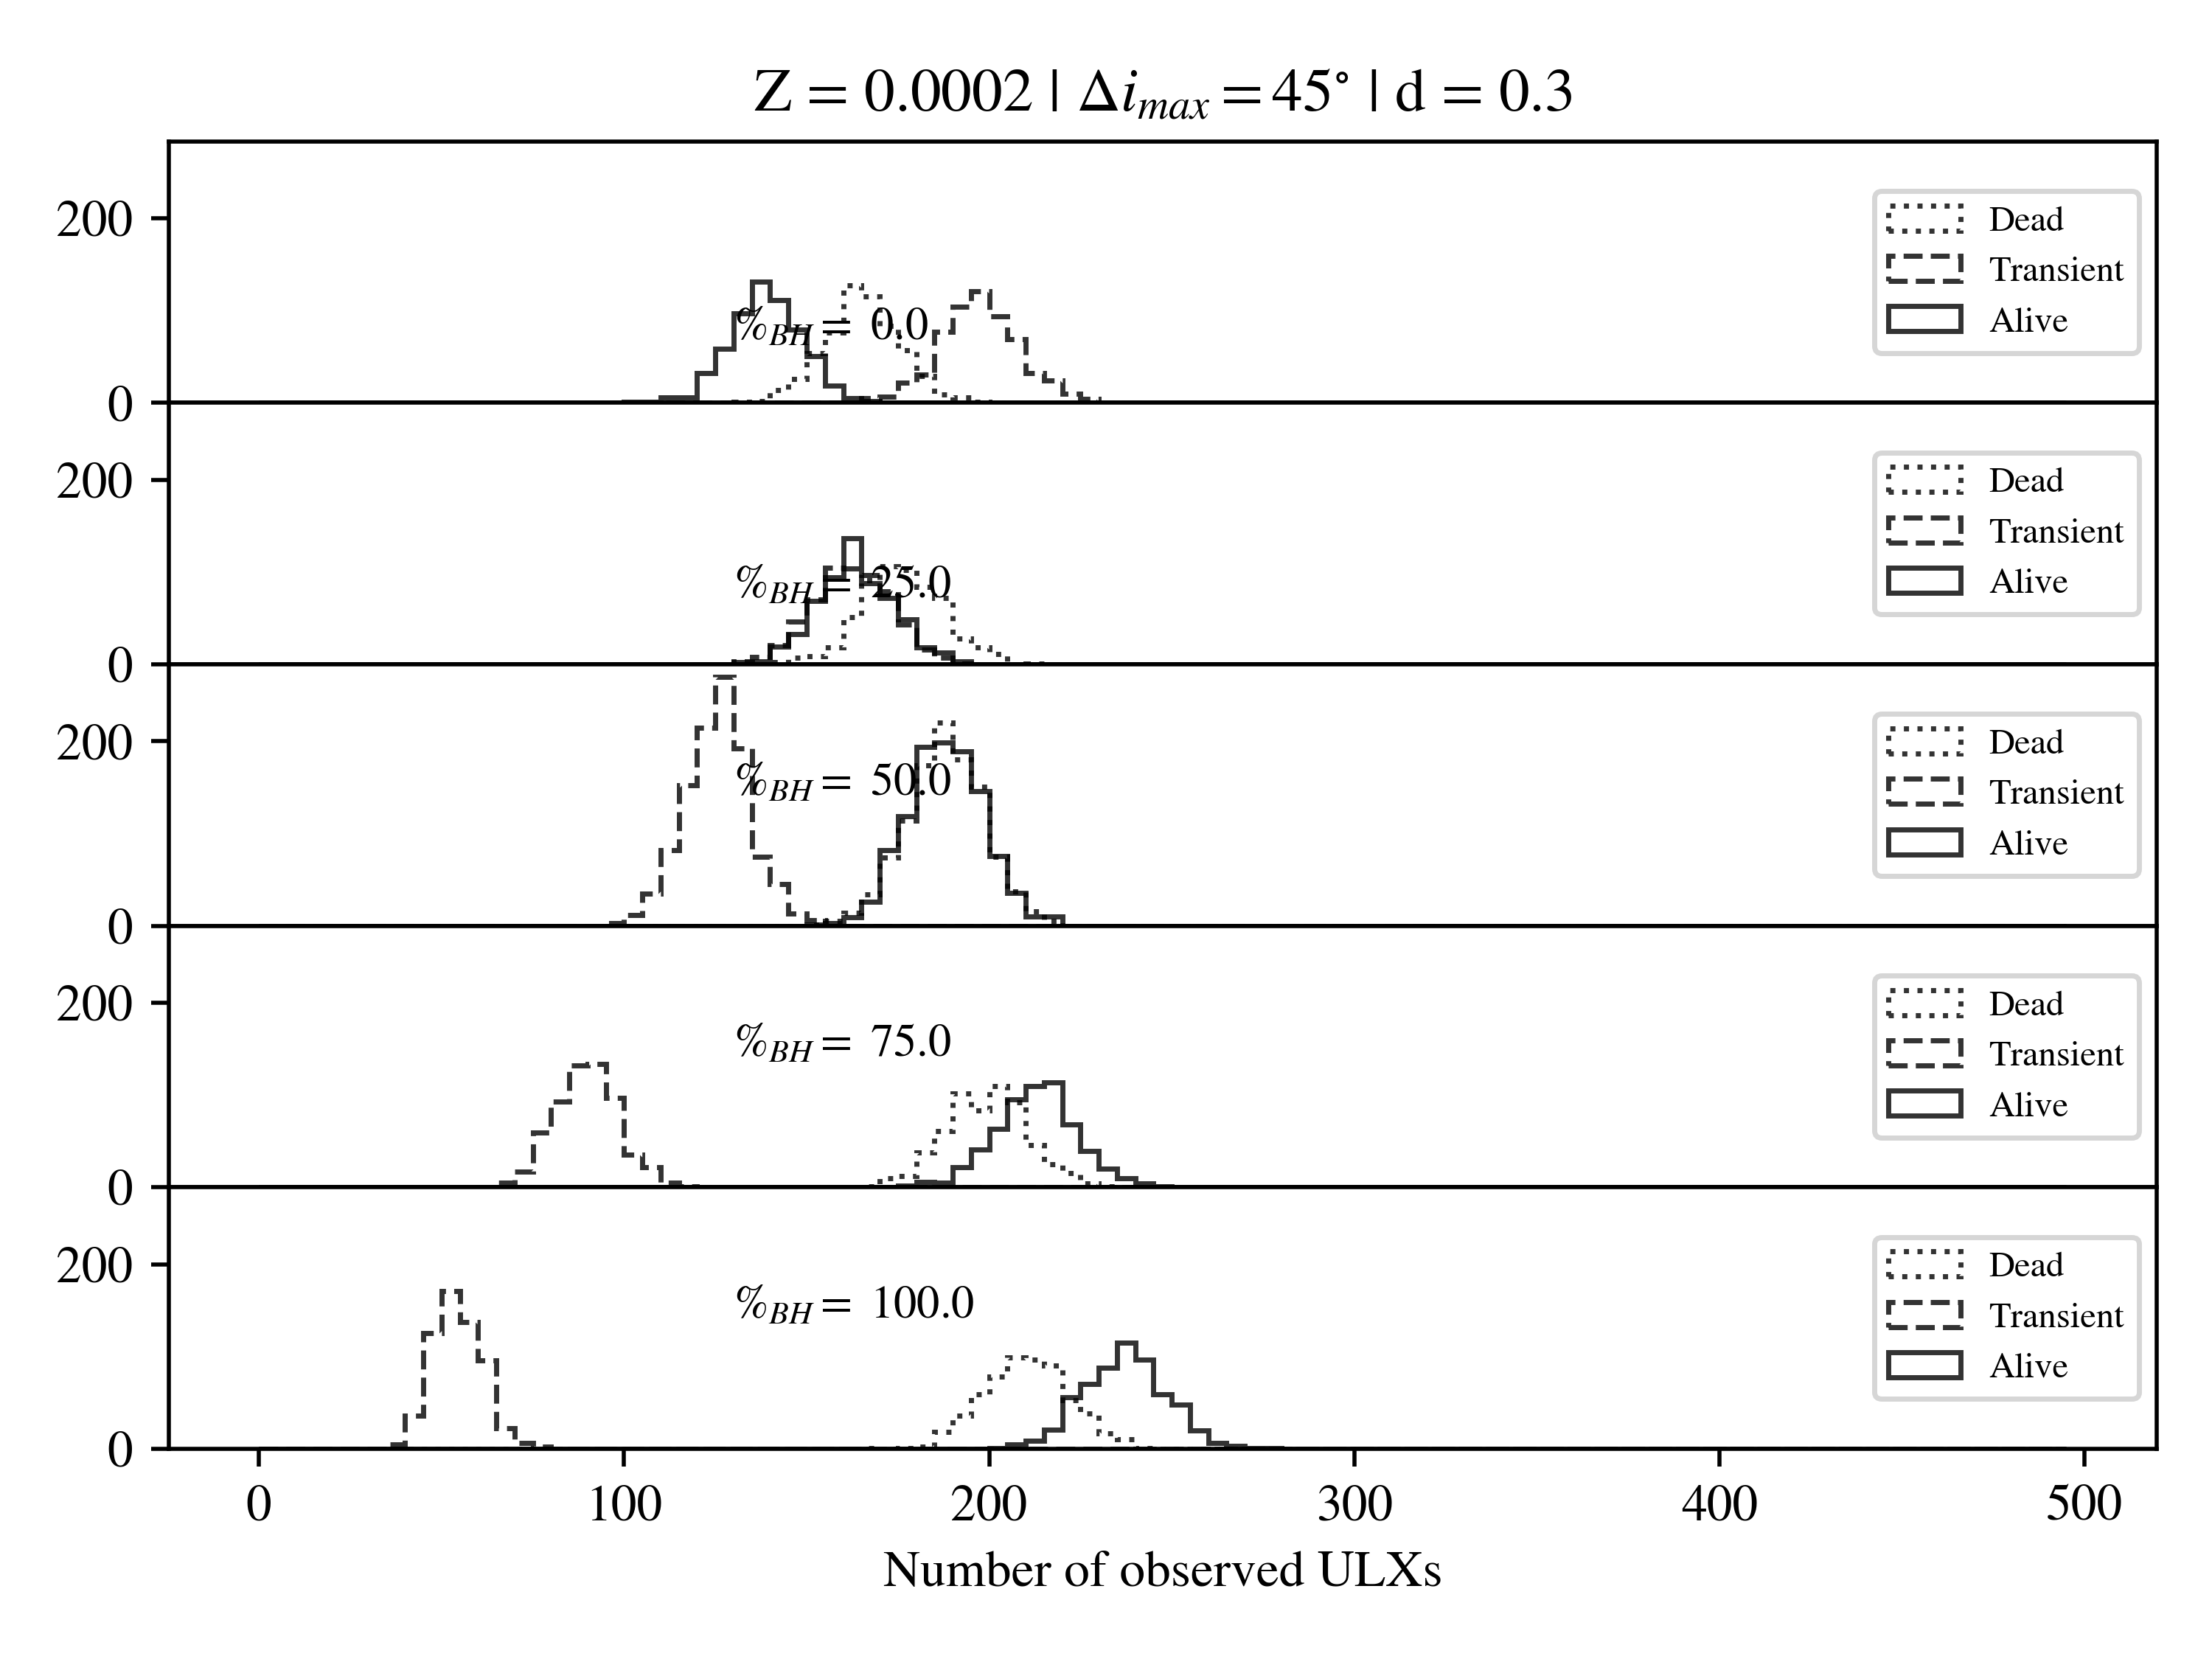 Z = 0.0002 | Δi_max = 45° | d = 0.3
200
0
%_BH = 0.0
Dead
Transient
Alive
200
0
%_BH = 25.0
Dead
Transient
Alive
200
0
%_BH = 50.0
Dead
Transient
Alive
200
0
%_BH = 75.0
Dead
Transient
Alive
200
0
%_BH = 100.0
Dead
Transient
Alive
0 100 200 300 400 500
Number of observed ULXs